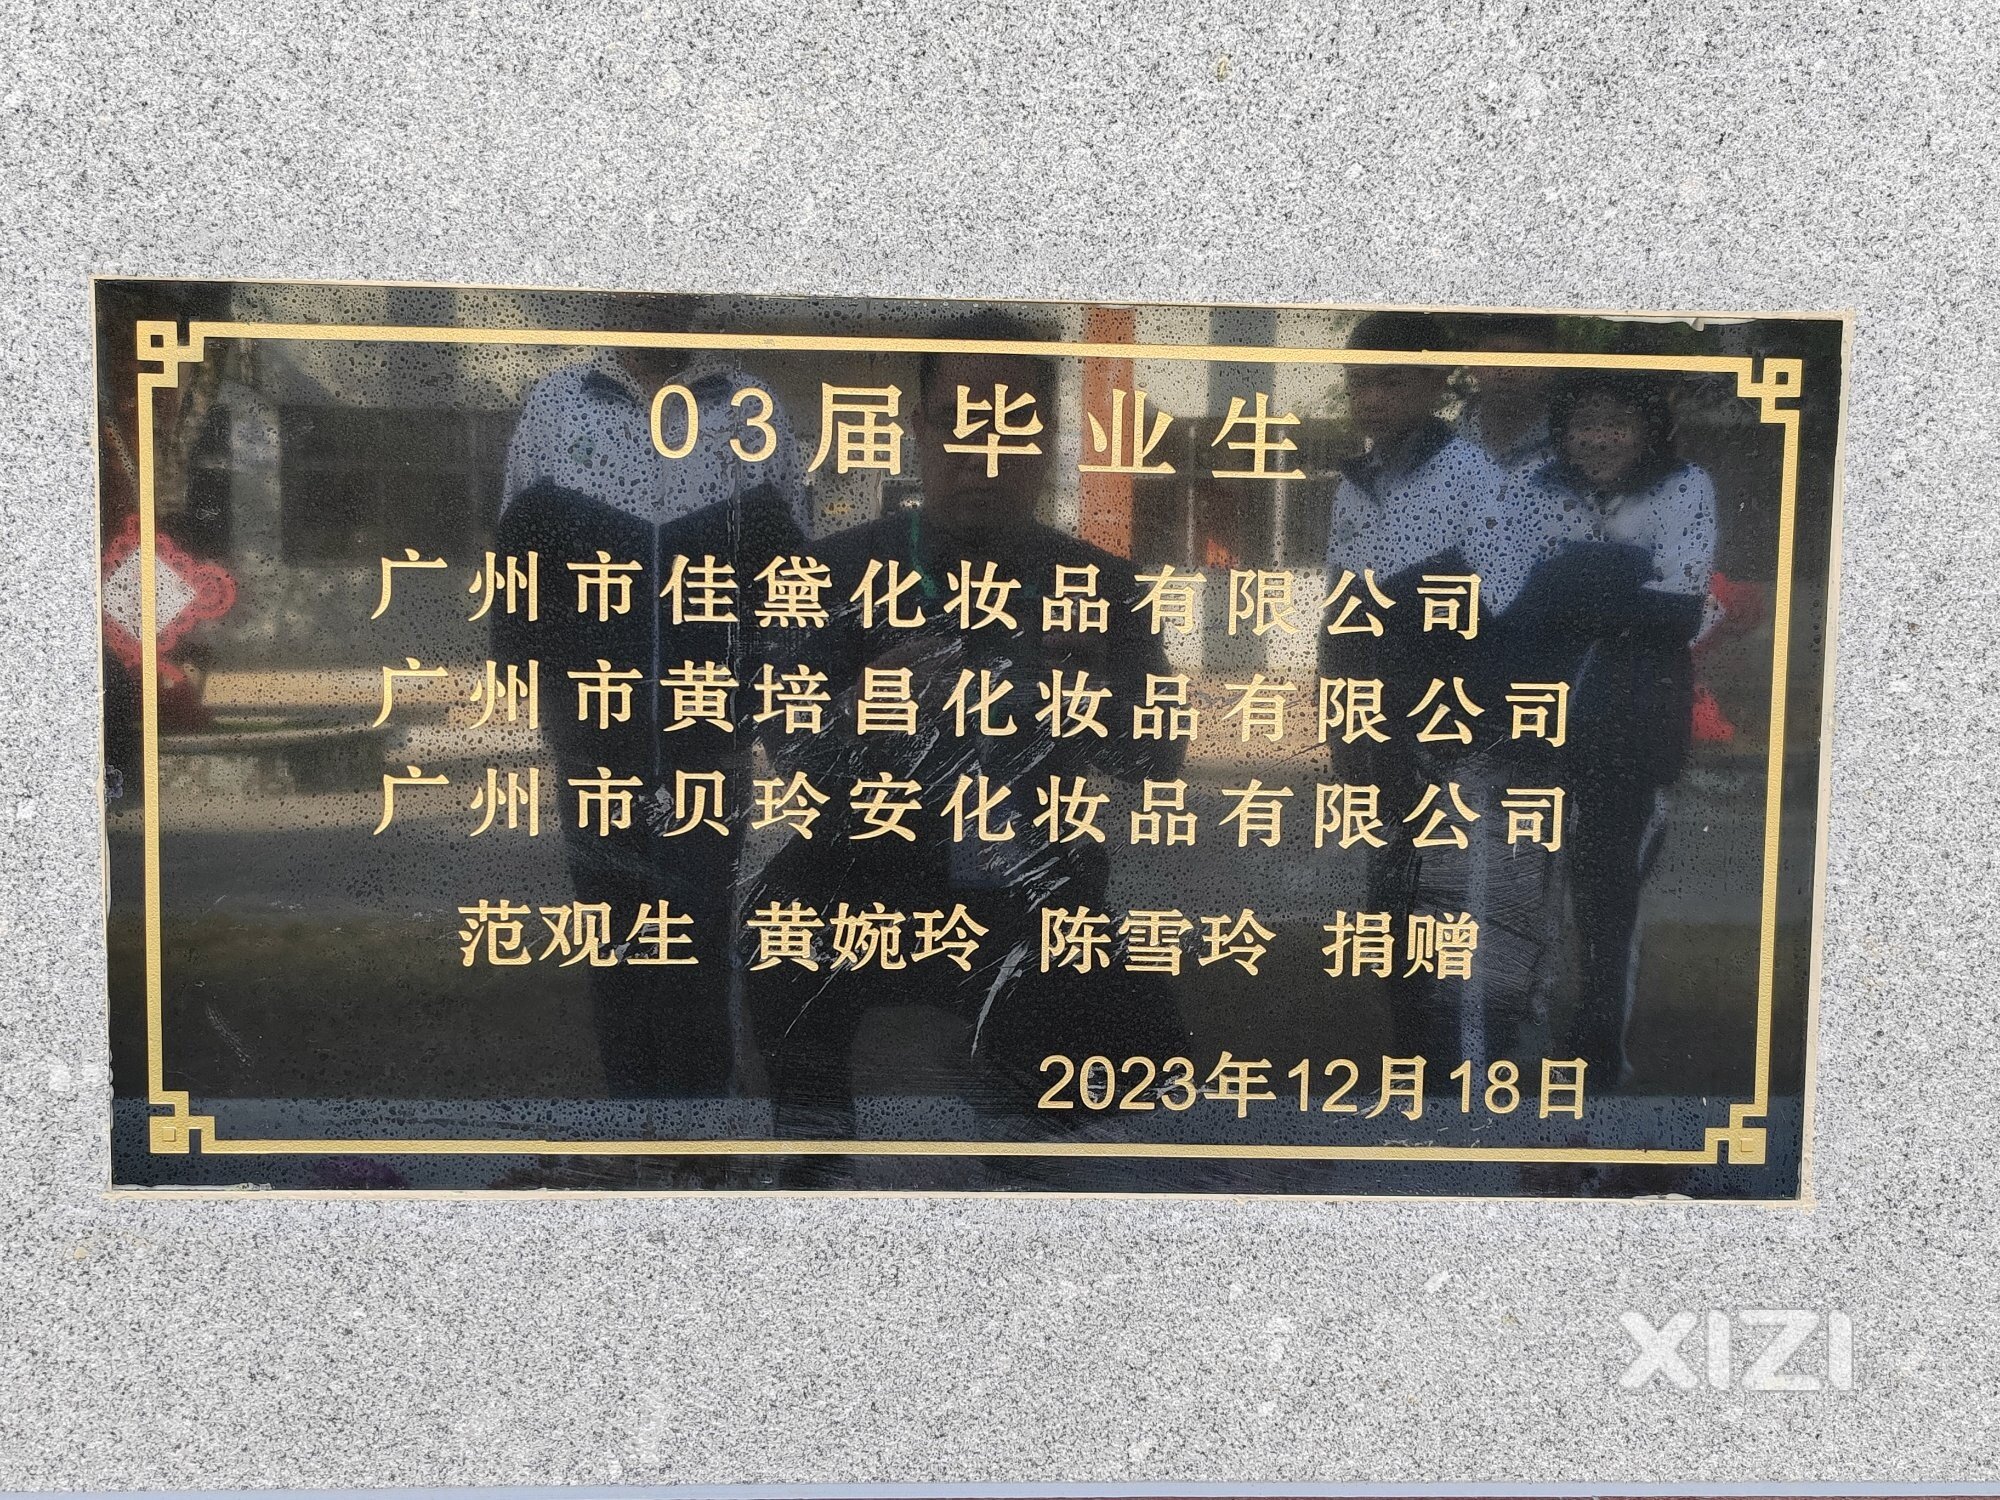 03届毕业生
广州市佳黛化妆品有限公司
广州市黄培昌化妆品有限公司
广州市贝玲安化妆品有限公司
范观生 黄婉玲 陈雪玲 捐赠
2023年12月18日
XIZI